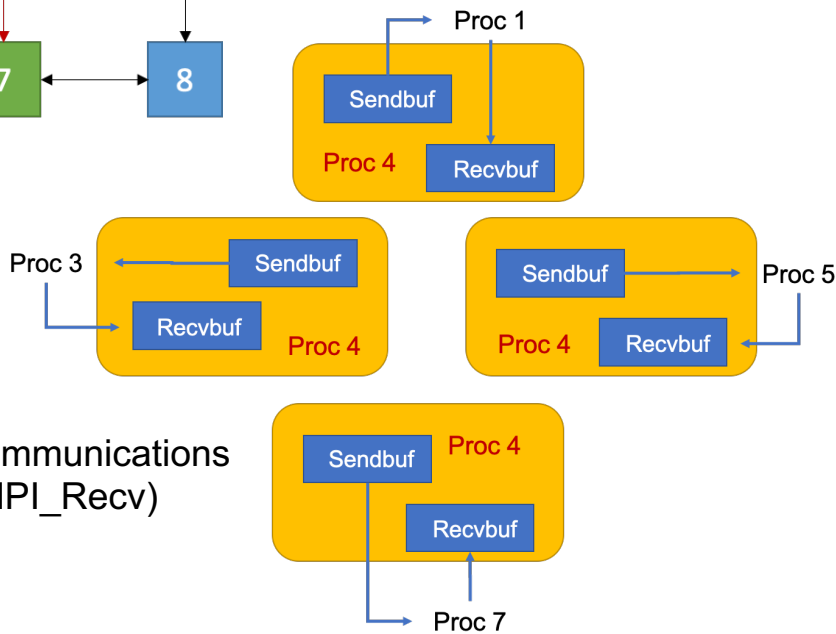 7
8
Proc 1
Sendbuf
Proc 4
Recvbuf
Proc 3
Sendbuf
Recvbuf
Proc 4
Sendbuf
Proc 5
Proc 4
Recvbuf
mmunications
PI_Recv)
Sendbuf
Proc 4
Recvbuf
Proc 7